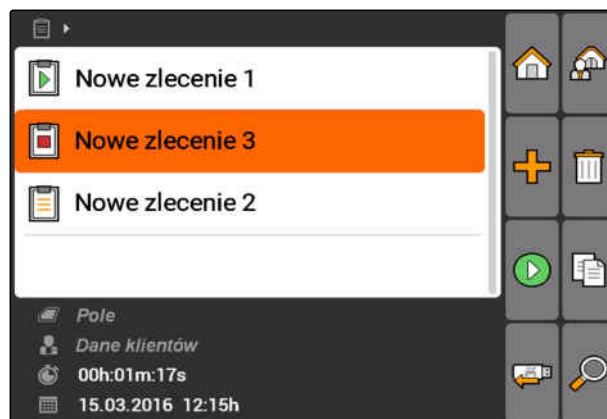 Nowe zlecenie 1
Nowe zlecenie 3
Nowe zlecenie 2
Pole
Dane klientów
00h:01m:17s
15.03.2016 12:15h